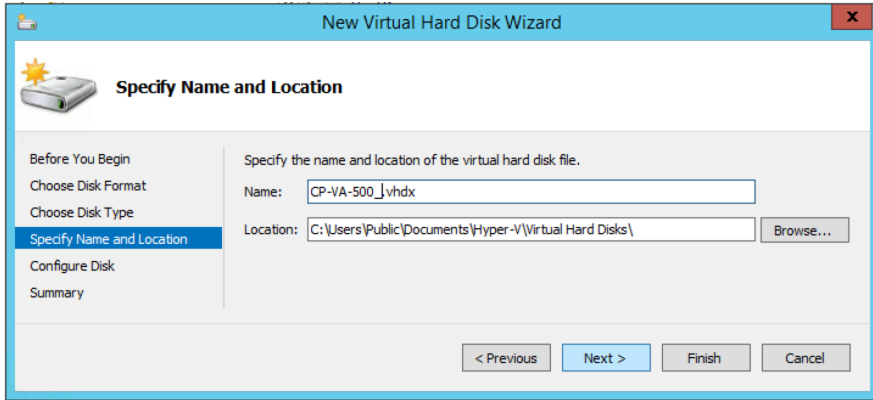 New Virtual Hard Disk Wizard
x
Specify Name and Location
Before You Begin
Choose Disk Format
Choose Disk Type
Specify Name and Location
Configure Disk
Summary
Specify the name and location of the virtual hard disk file.
Name: CP-VA-500_.vhdx
Location: C:\Users\Public\Documents\Hyper-V\Virtual Hard Disks\ Browse...
< Previous Next > Finish Cancel